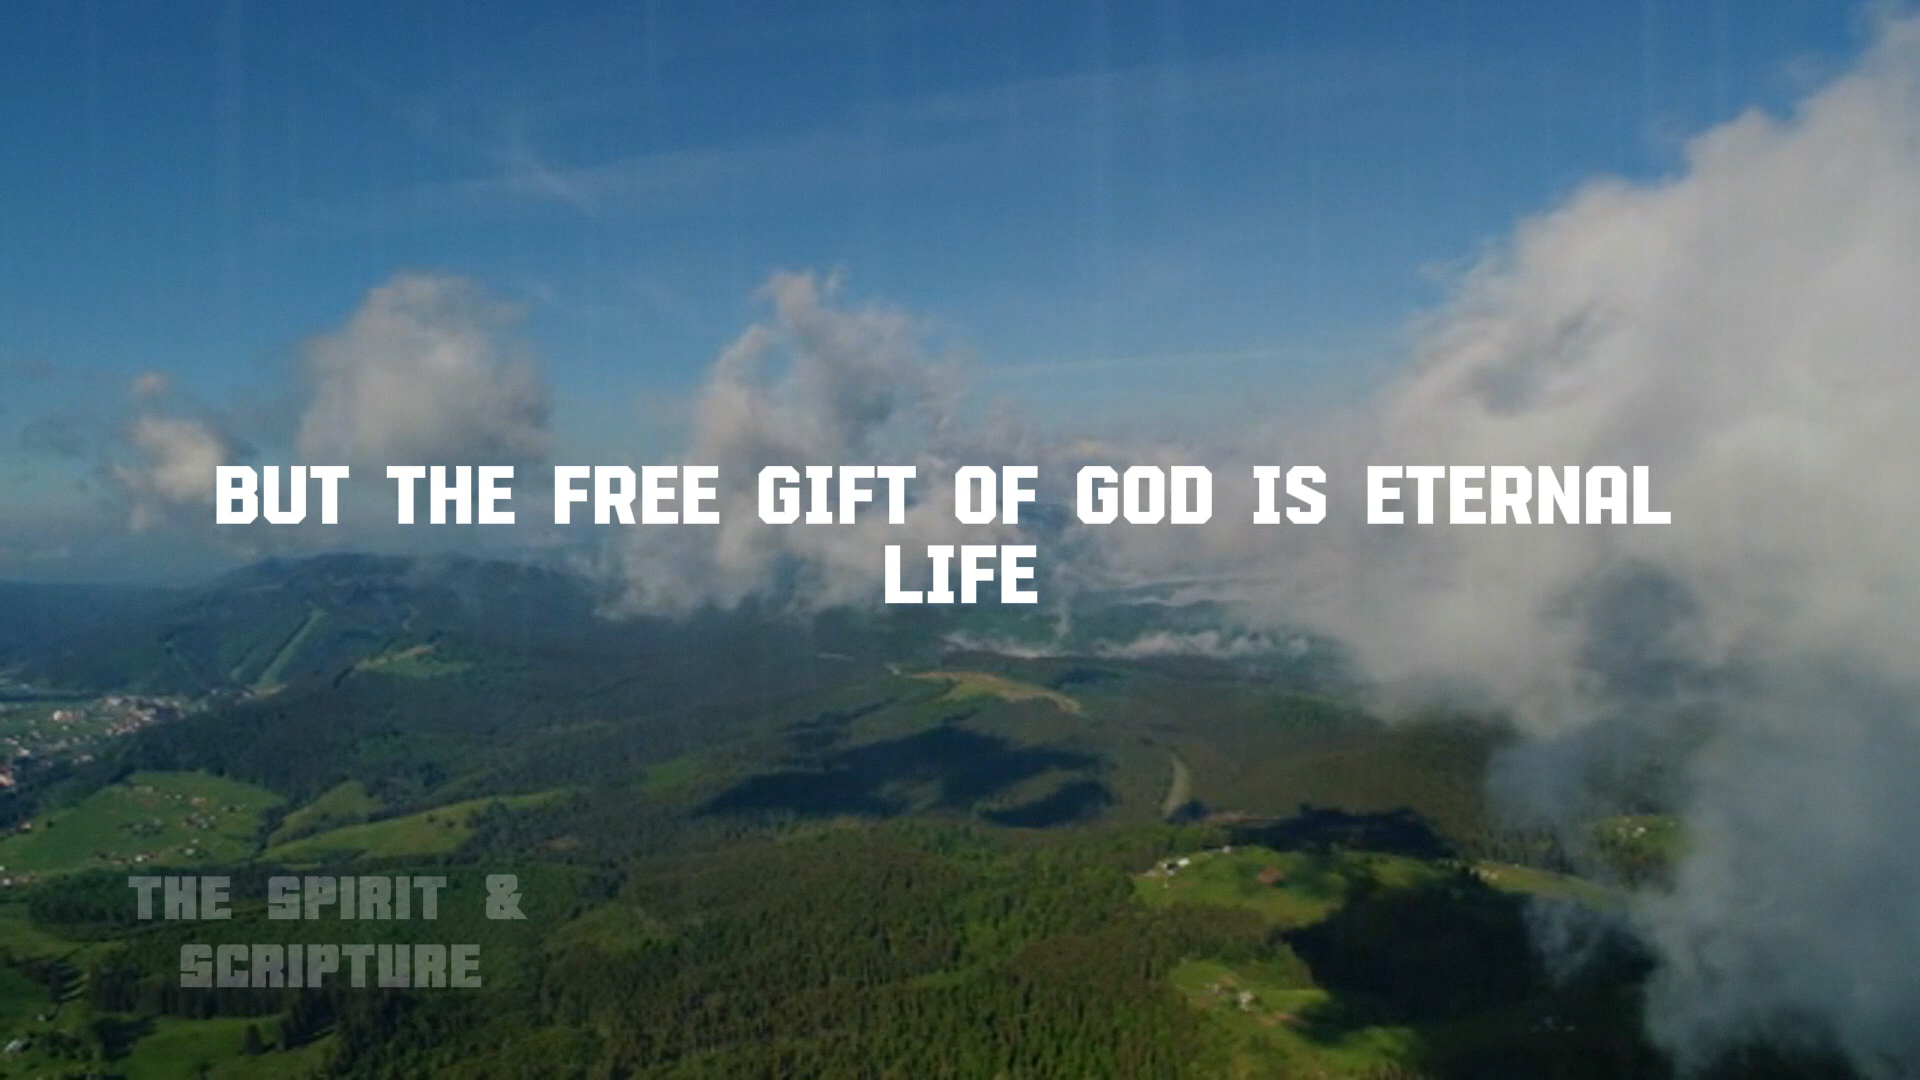 BUT THE FREE GIFT OF GOD IS ETERNAL
LIFE
THE SPIRIT &
SCRIPTURE